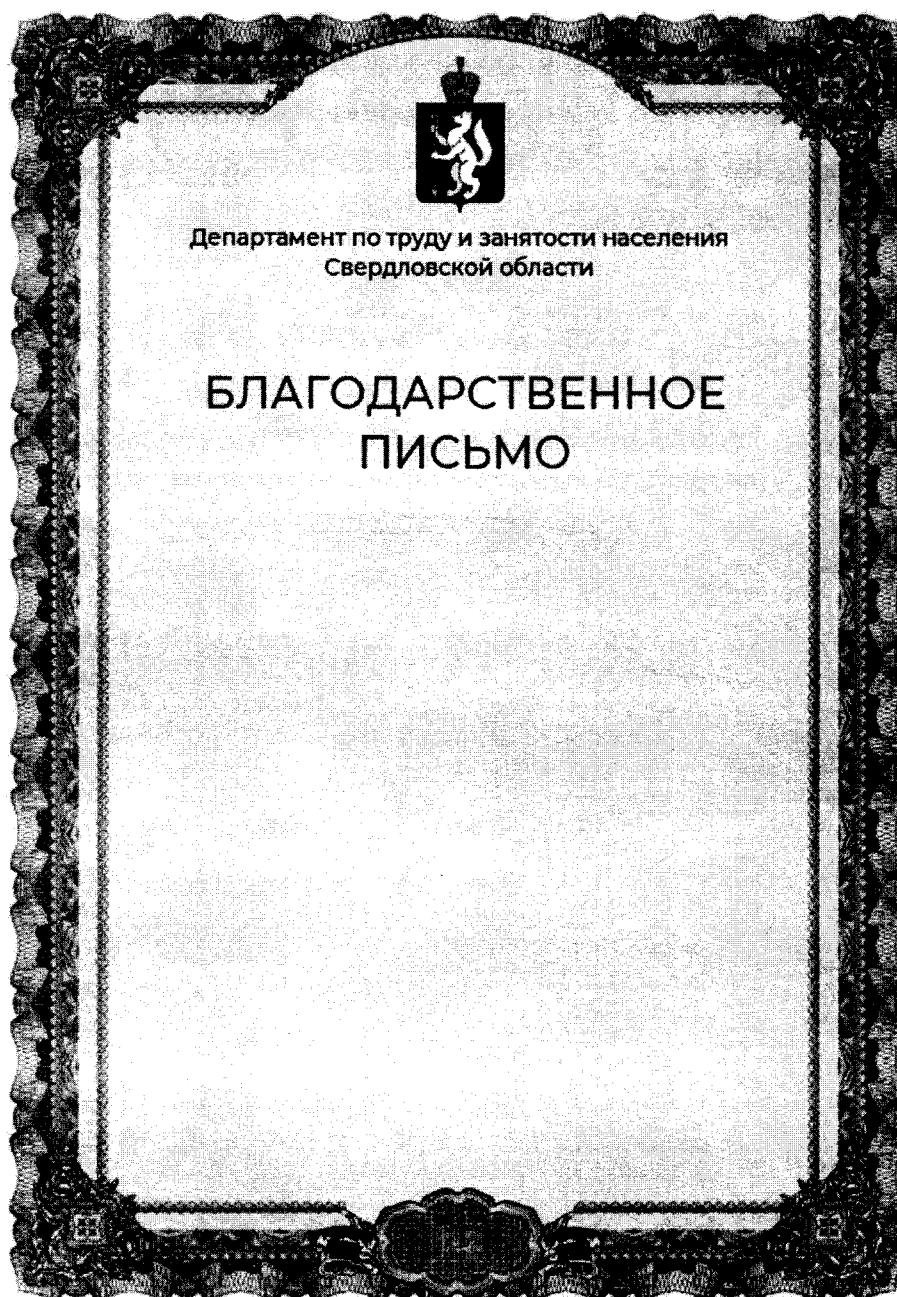 Департамент по труду и занятости населения
Свердловской области
БЛАГОДАРСТВЕННОЕ
ПИСЬМО